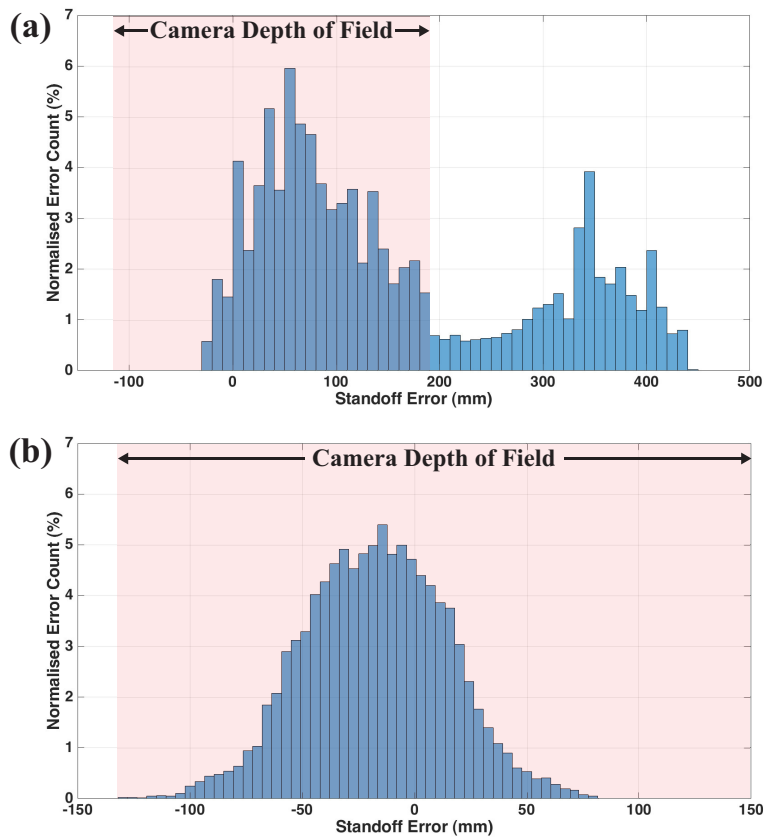 (a)
Camera Depth of Field
Normalised Error Count (%)
7
6
5
4
3
2
1
0
-100 0 100 200 300 400 500
Standoff Error (mm)
(b)
Camera Depth of Field
Normalised Error Count (%)
7
6
5
4
3
2
1
0
-150 -100 -50 0 50 100 150
Standoff Error (mm)